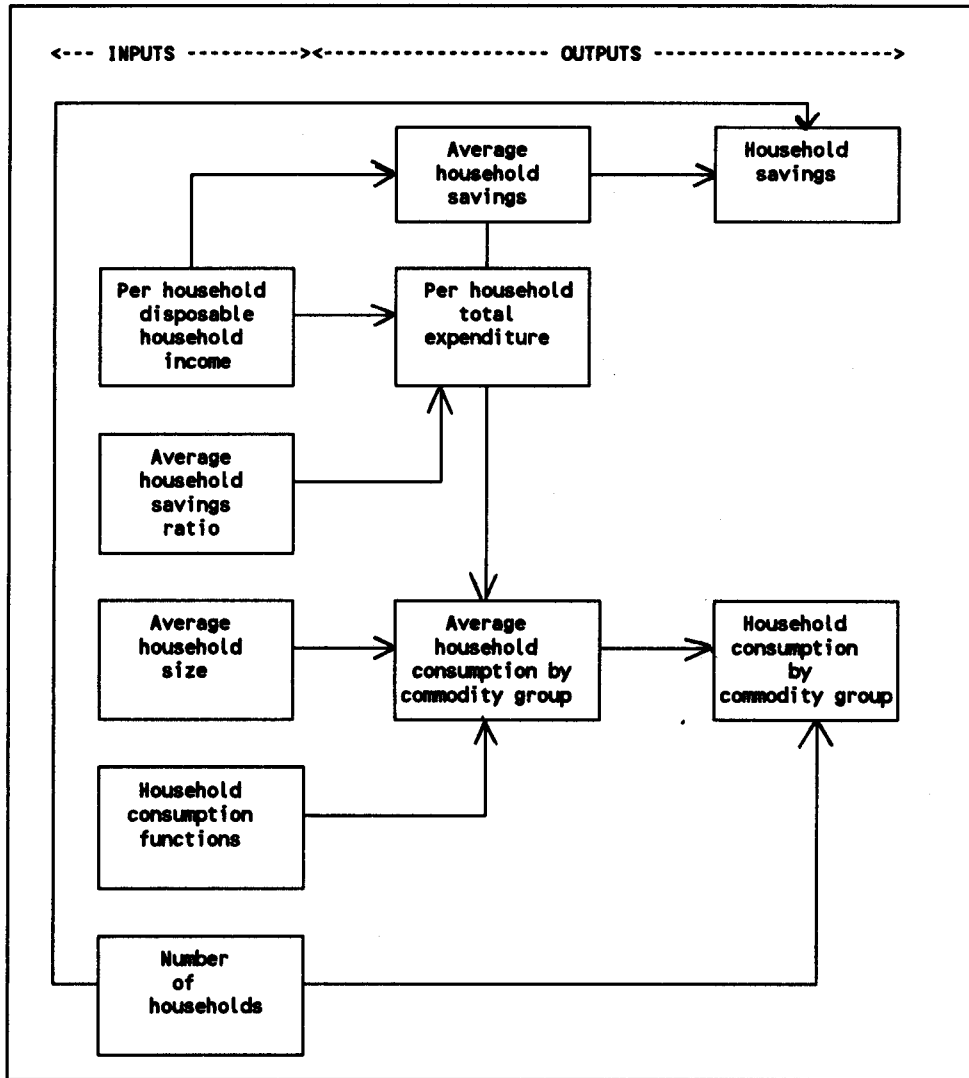 <--- INPUTS ----------><-------------------- OUTPUTS -------------------->
Average
household
savings
Household
savings
Per household
disposable
household
income
Per household
total
expenditure
Average
household
savings
ratio
Average
household
size
Average
household
consumption by
commodity group
Household
consumption
by
commodity group
Household
consumption
functions
Number
of
households